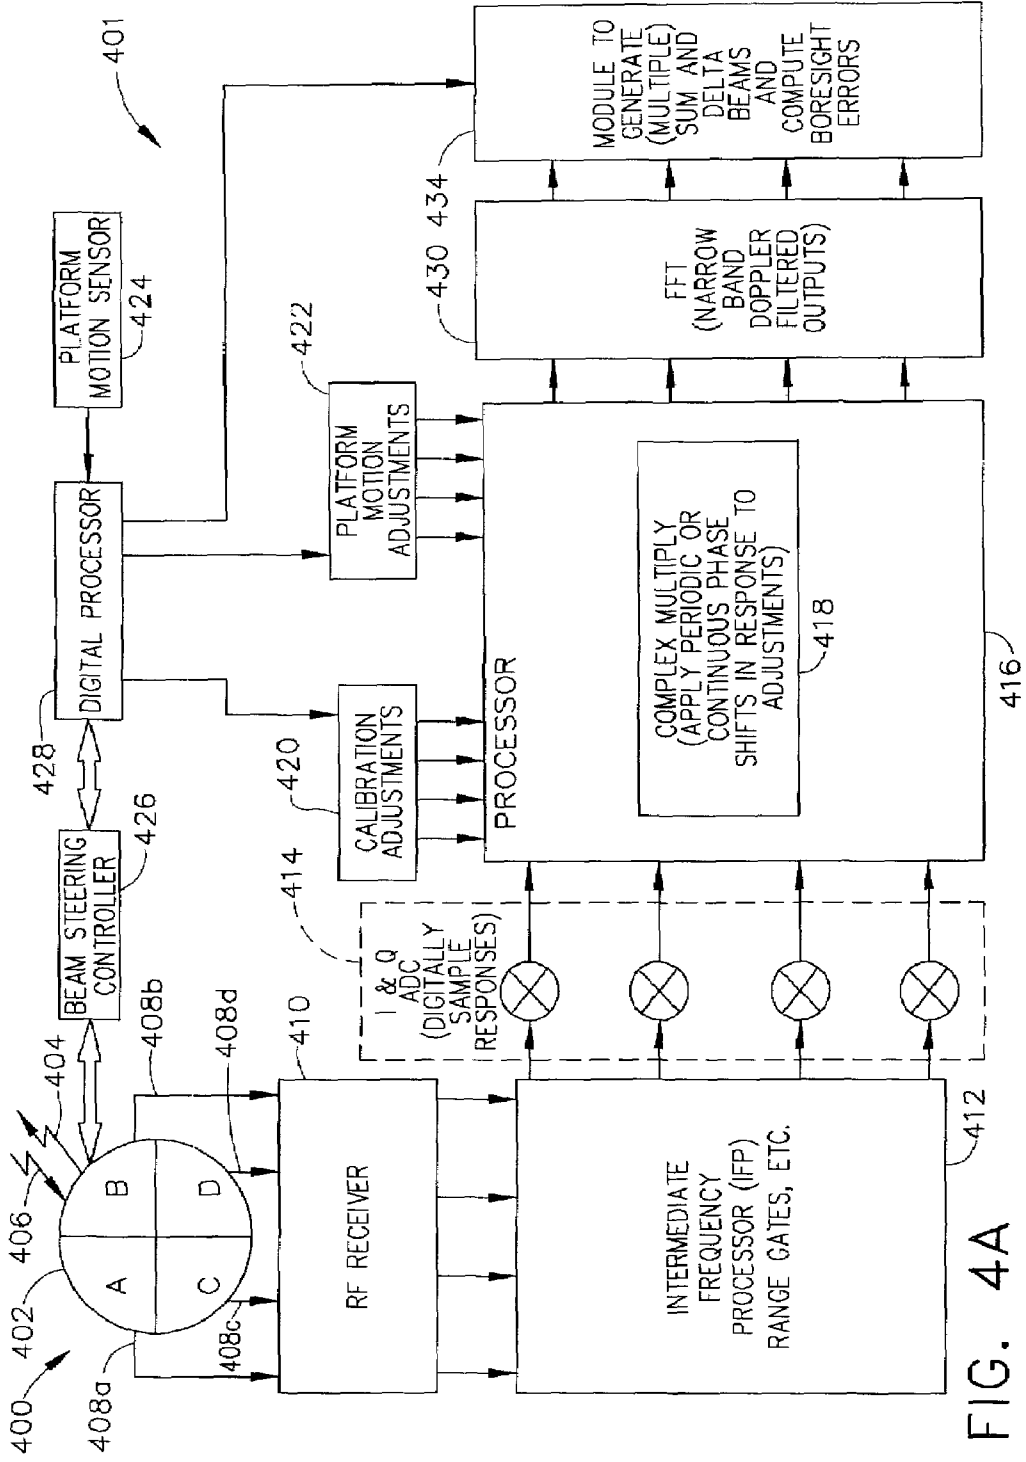 400
402
406
404
408a
408b
408c
408d
A
B
C
D
BEAM STEERING
CONTROLLER
426
428
DIGITAL PROCESSOR
PLATFORM
MOTION SENSOR
424
401
RF RECEIVER
410
INTERMEDIATE
FREQUENCY
PROCESSOR (IFP)
RANGE GATES, ETC.
412
414
I & Q
ADC
(DIGITALLY
SAMPLE
RESPONSES)
420
CALIBRATION
ADJUSTMENTS
422
PLATFORM
MOTION
ADJUSTMENTS
PROCESSOR
COMPLEX MULTIPLY
(APPLY PERIODIC OR
CONTINUOUS PHASE
SHIFTS IN RESPONSE TO
ADJUSTMENTS)
418
416
430
FFT
(NARROW
BAND
DOPPLER
FILTERED
OUTPUTS)
434
MODULE TO
GENERATE
(MULTIPLE)
SUM AND
DELTA
BEAMS
AND
COMPUTE
BORESIGHT
ERRORS
FIG. 4A